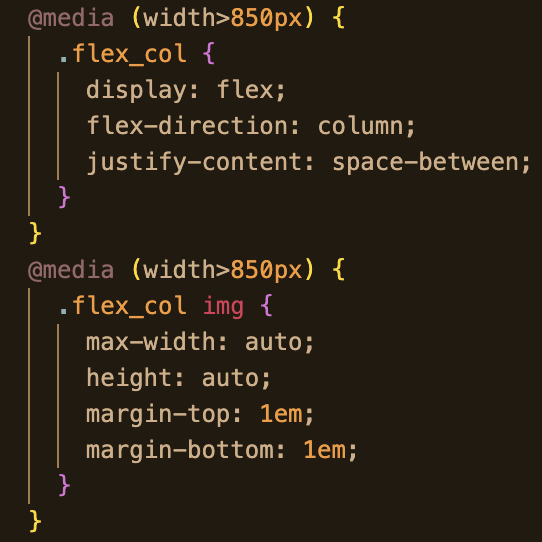 @media (width>850px) {
  .flex_col {
    display: flex;
    flex-direction: column;
    justify-content: space-between;
  }
}
@media (width>850px) {
  .flex_col img {
    max-width: auto;
    height: auto;
    margin-top: 1em;
    margin-bottom: 1em;
  }
}